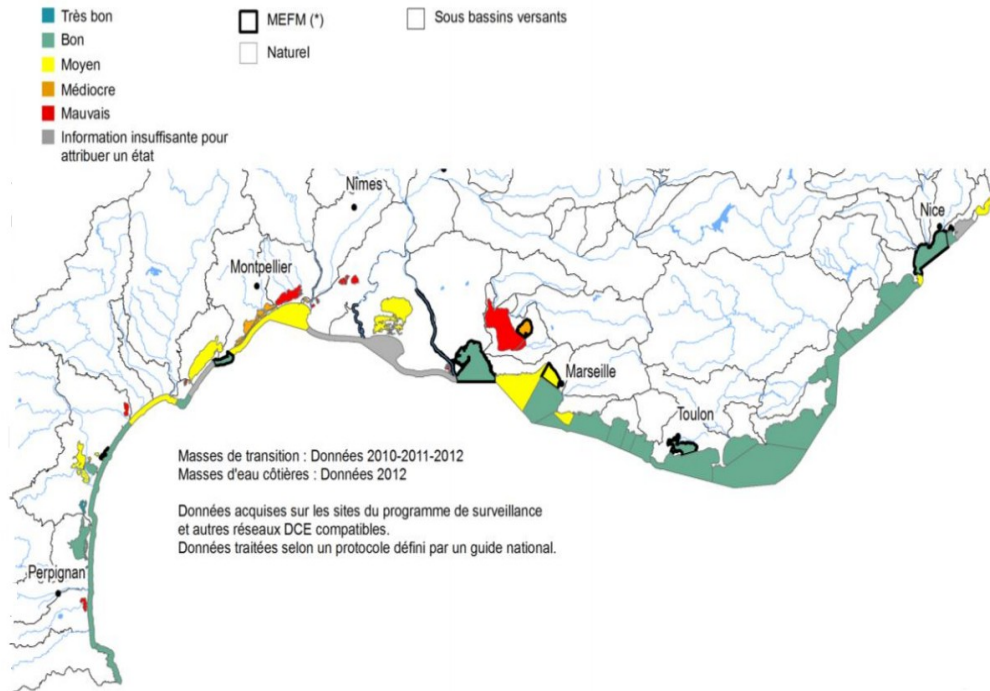 Très bon
Bon
Moyen
Médiocre
Mauvais
Information insuffisante pour
attribuer un état
MEFM (*)
Naturel
Sous bassins versants
Nîmes
Montpellier
Nice
Marseille
Toulon
Masses de transition : Données 2010-2011-2012
Masses d'eau côtières : Données 2012
Données acquises sur les sites du programme de surveillance
et autres réseaux DCE compatibles.
Données traitées selon un protocole défini par un guide national.
Perpignan